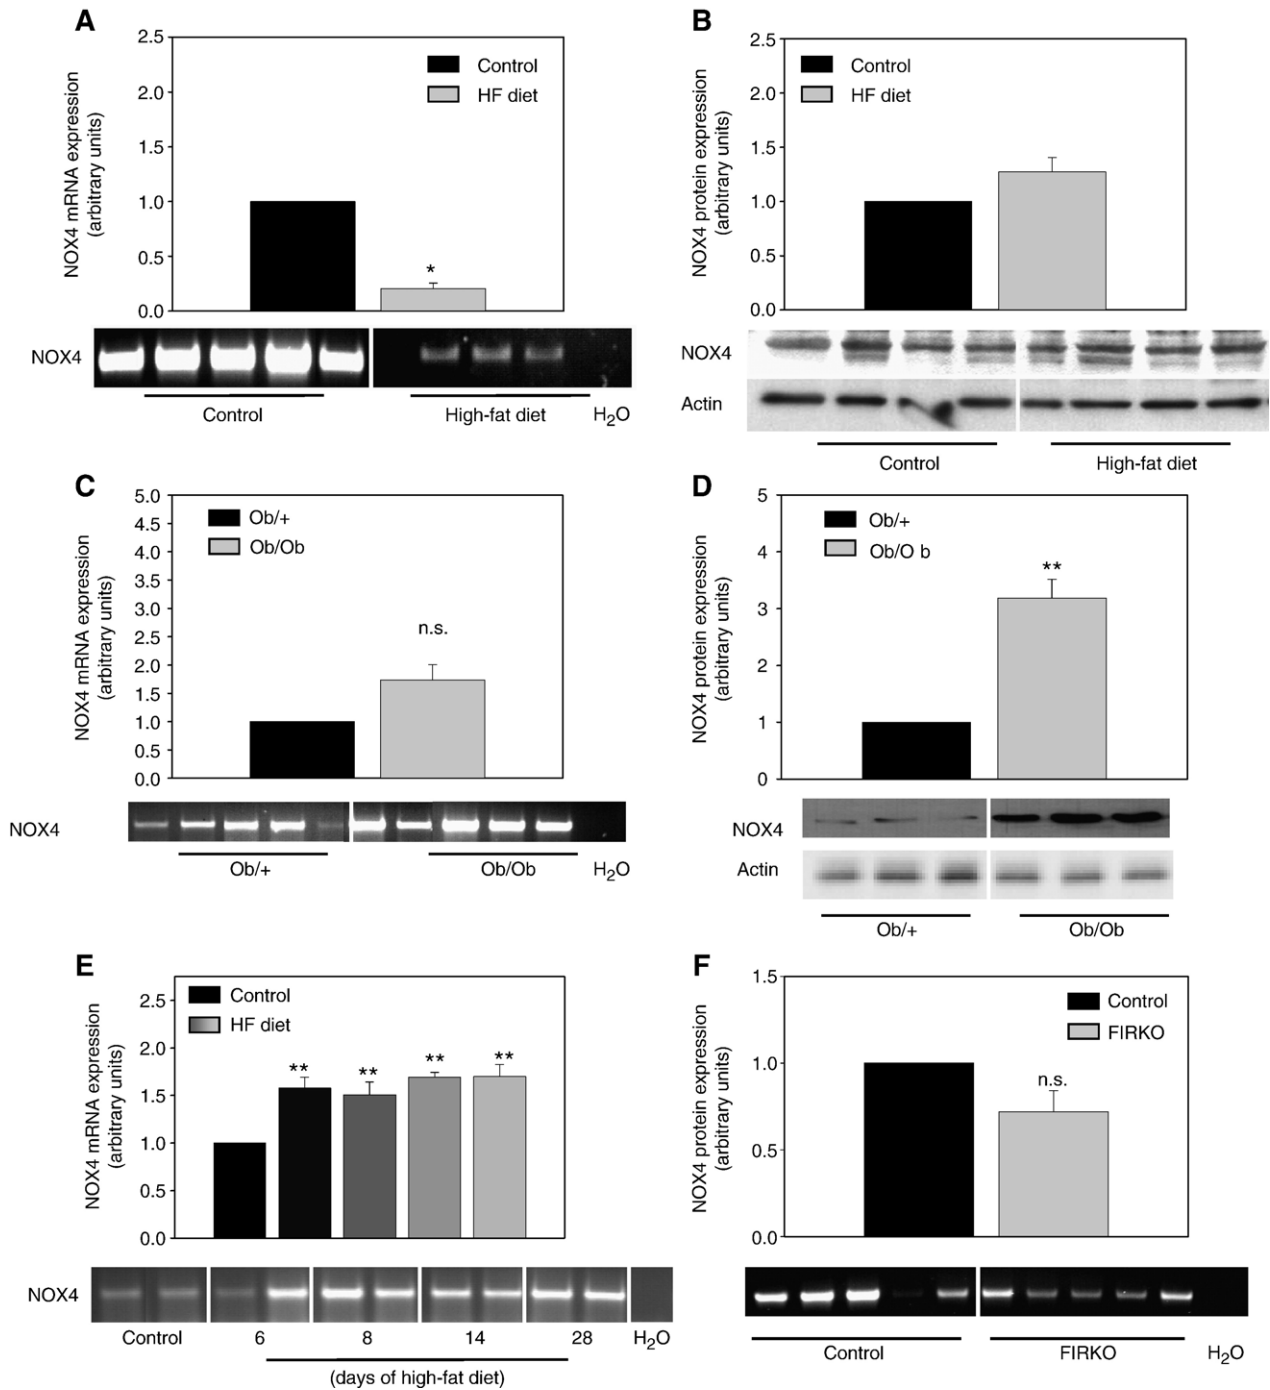 A
NOX4 mRNA expression
(arbitrary units)
2.5
2.0
1.5
1.0
0.5
0.0
Control
HF diet
*
NOX4
Control
High-fat diet
H2O
B
NOX4 protein expression
(arbitrary units)
2.5
2.0
1.5
1.0
0.5
0.0
Control
HF diet
NOX4
Actin
Control
High-fat diet
C
NOX4 mRNA expression
(arbitrary units)
5.0
4.5
4.0
3.5
3.0
2.5
2.0
1.5
1.0
0.5
0.0
Ob/+
Ob/Ob
n.s.
NOX4
Ob/+
Ob/Ob
H2O
D
NOX4 protein expression
(arbitrary units)
5
4
3
2
1
0
Ob/+
Ob/O b
**
NOX4
Actin
Ob/+
Ob/Ob
E
NOX4 mRNA expression
(arbitrary units)
2.5
2.0
1.5
1.0
0.5
0.0
Control
HF diet
** ** ** **
NOX4
Control 6 8 14 28 H2O
(days of high-fat diet)
F
NOX4 protein expression
(arbitrary units)
1.5
1.0
0.5
0.0
Control
FIRKO
n.s.
Control
FIRKO
H2O